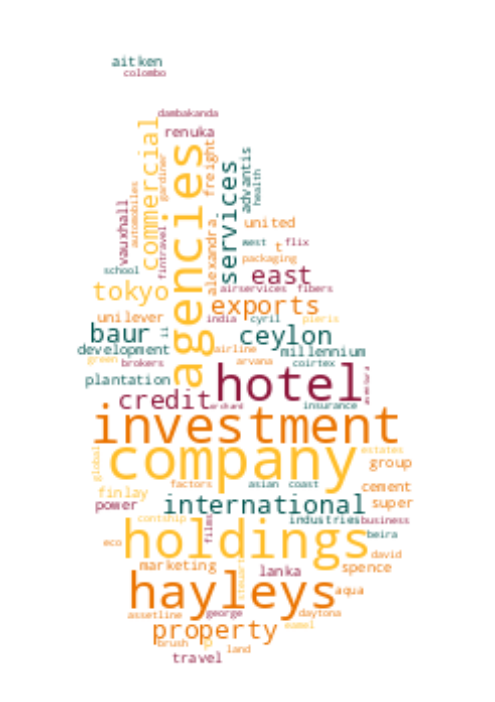 aitken
colombo
dambakanda
renuka
commercial
gardiner
agencies
freight
services
advantis
health
automobiles
vauxhall
fintravel
alexandra
united
west
t
flix
packaging
school
east
tokyo
airservices
fibers
exports
unilever
india
cyril
pieris
baur
ceylon
development
airline
millennium
green
brokers
arvana
coirtex
plantation
hotel
credit
orchard
insurance
investment
company
estates
global
group
factors
asian
coast
cement
finlay
power
international
super
contship
films
industries
business
holdings
beira
eco
david
marketing
lanka
spence
steuart
hayleys
aqua
assetline
george
daytona
property
eamel
brush
land
travel